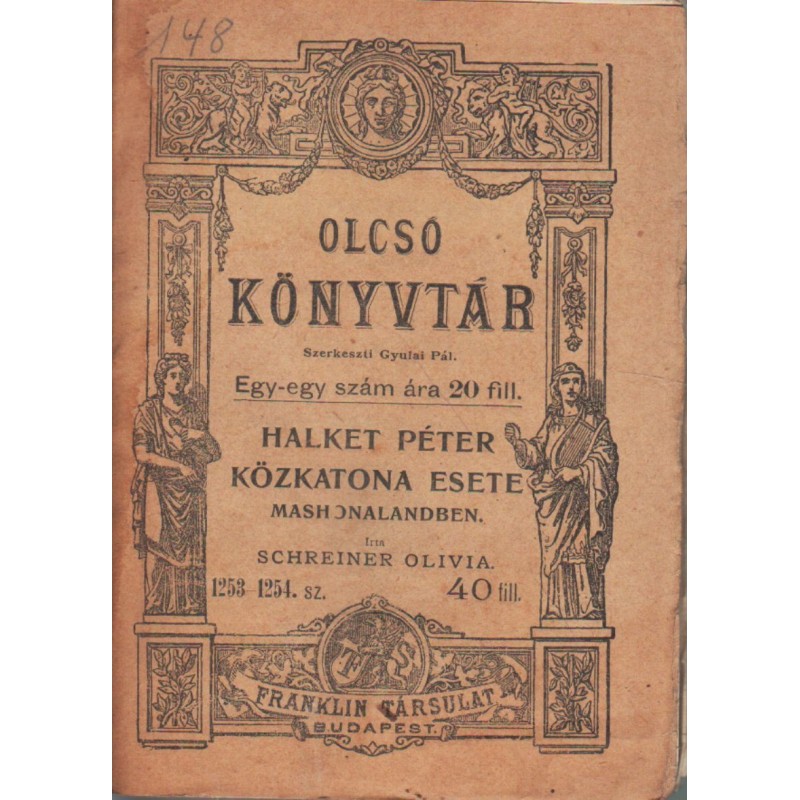 148
OLCSÓ
KÖNYVTÁR
Szerkeszti Gyulai Pál.
Egy-egy szám ára 20 fill.
HALKET PÉTER
KÖZKATONA ESETE
MASHONALANDBEN.
Irta
SCHREINER OLIVIA.
1253–1254. sz. 40 fill.
F S
FRANKLIN TÁRSULAT
BUDAPEST.